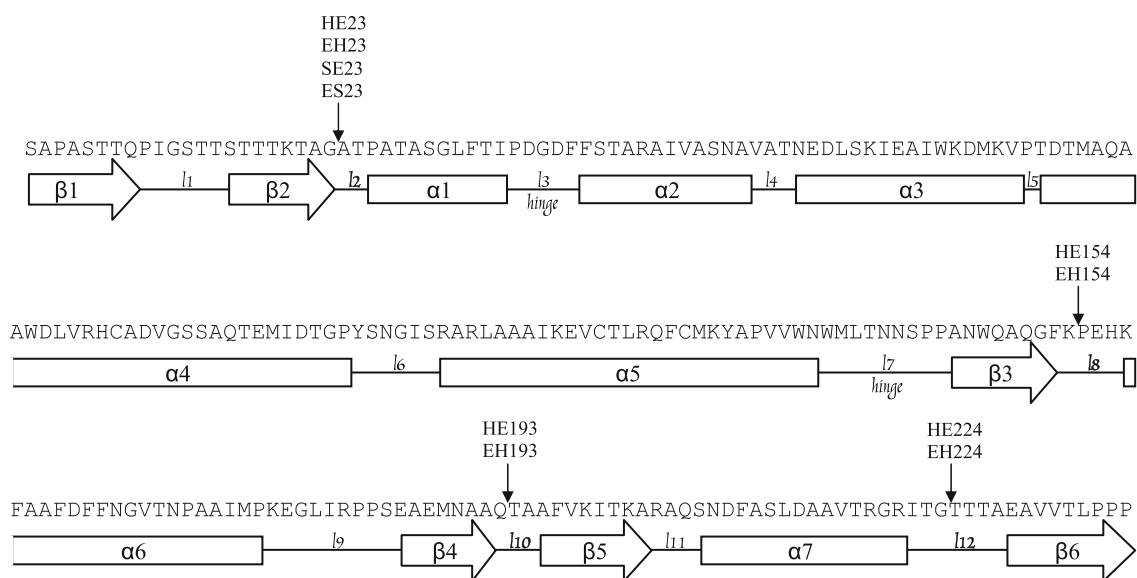 HE23
EH23
SE23
ES23
SAPASTTQPIGSTTSTTTKTAGATPATASGLFTIPDGDFFSTARAIVASNAVATNEDLSKIEAIWKDMKVPTDTMAQA
β1 l1 β2 l2 α1 l3 α2 l4 α3 l5
hinge
HE154
EH154
AWDLVRHCADVGSSAQTEMIDTGPYSNGISRARLAAAIKEVCTLRQFCMKYAPVVWNWMLTNNSPPANWQAQGFKPEHK
α4 l6 α5 l7 β3 l8
hinge
HE193
EH193
HE224
EH224
FAAFDFFNGVTNPAAIMPKEGLIRPPSEAEMNAAQTAAFVKITKARAQSNDFASLDAAVTRGRITGTTTAEAVVTLPPP
α6 l9 β4 l10 β5 l11 α7 l12 β6